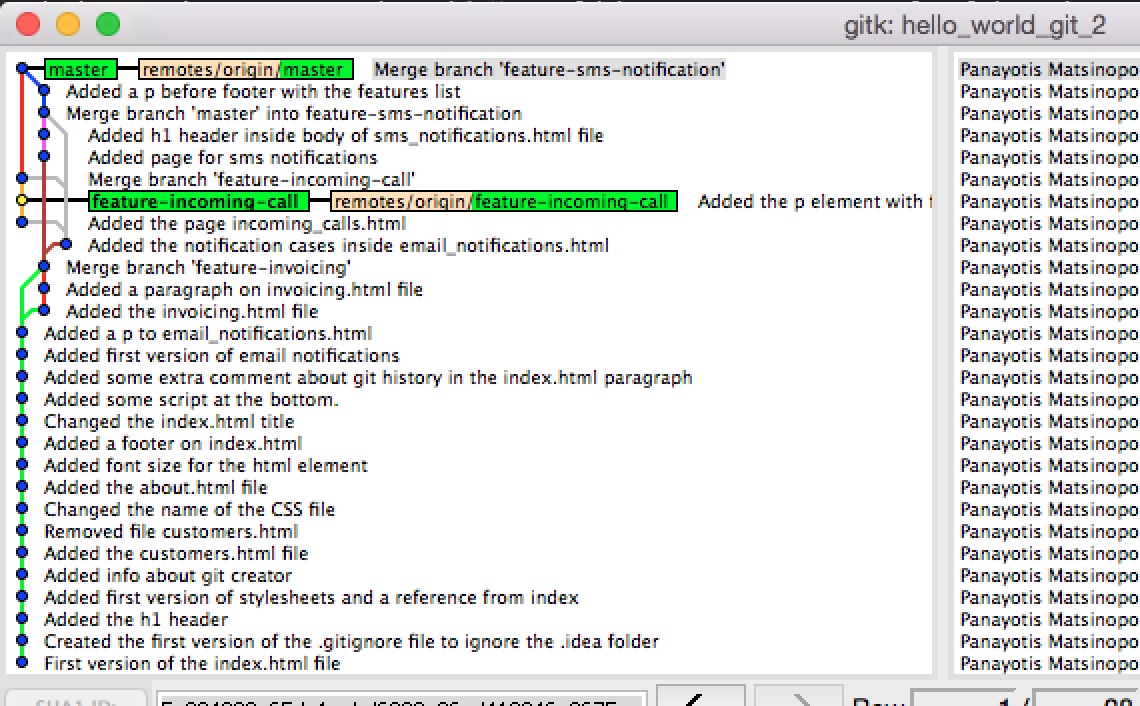 gitk: hello_world_git_2
master remotes/origin/master Merge branch 'feature-sms-notification' Panayotis Matsinopo
Added a p before footer with the features list Panayotis Matsinopo
Merge branch 'master' into feature-sms-notification Panayotis Matsinopo
Added h1 header inside body of sms_notifications.html file Panayotis Matsinopo
Added page for sms notifications Panayotis Matsinopo
Merge branch 'feature-incoming-call' Panayotis Matsinopo
feature-incoming-call remotes/origin/feature-incoming-call Added the p element with f Panayotis Matsinopo
Added the page incoming_calls.html Panayotis Matsinopo
Added the notification cases inside email_notifications.html Panayotis Matsinopo
Merge branch 'feature-invoicing' Panayotis Matsinopo
Added a paragraph on invoicing.html file Panayotis Matsinopo
Added the invoicing.html file Panayotis Matsinopo
Added a p to email_notifications.html Panayotis Matsinopo
Added first version of email notifications Panayotis Matsinopo
Added some extra comment about git history in the index.html paragraph Panayotis Matsinopo
Added some script at the bottom. Panayotis Matsinopo
Changed the index.html title Panayotis Matsinopo
Added a footer on index.html Panayotis Matsinopo
Added font size for the html element Panayotis Matsinopo
Added the about.html file Panayotis Matsinopo
Changed the name of the CSS file Panayotis Matsinopo
Removed file customers.html Panayotis Matsinopo
Added the customers.html file Panayotis Matsinopo
Added info about git creator Panayotis Matsinopo
Added first version of stylesheets and a reference from index Panayotis Matsinopo
Added the h1 header Panayotis Matsinopo
Created the first version of the .gitignore file to ignore the .idea folder Panayotis Matsinopo
First version of the index.html file Panayotis Matsinopo
SHA1 ID: Row 1 /